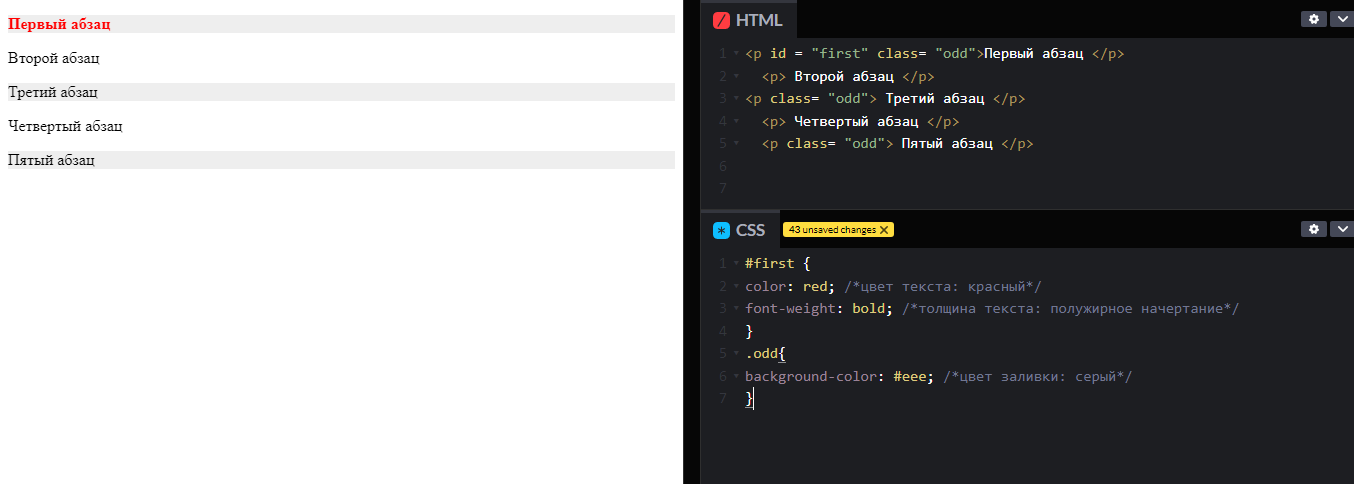 Первый абзац
Второй абзац
Третий абзац
Четвертый абзац
Пятый абзац
HTML
1 <p id = "first" class= "odd">Первый абзац </p>
2 <p> Второй абзац </p>
3 <p class= "odd"> Третий абзац </p>
4 <p> Четвертый абзац </p>
5 <p class= "odd"> Пятый абзац </p>
6
7
CSS 43 unsaved changes
1 #first {
2 color: red; /*цвет текста: красный*/
3 font-weight: bold; /*толщина текста: полужирное начертание*/
4 }
5 .odd{
6 background-color: #eee; /*цвет заливки: серый*/
7 }